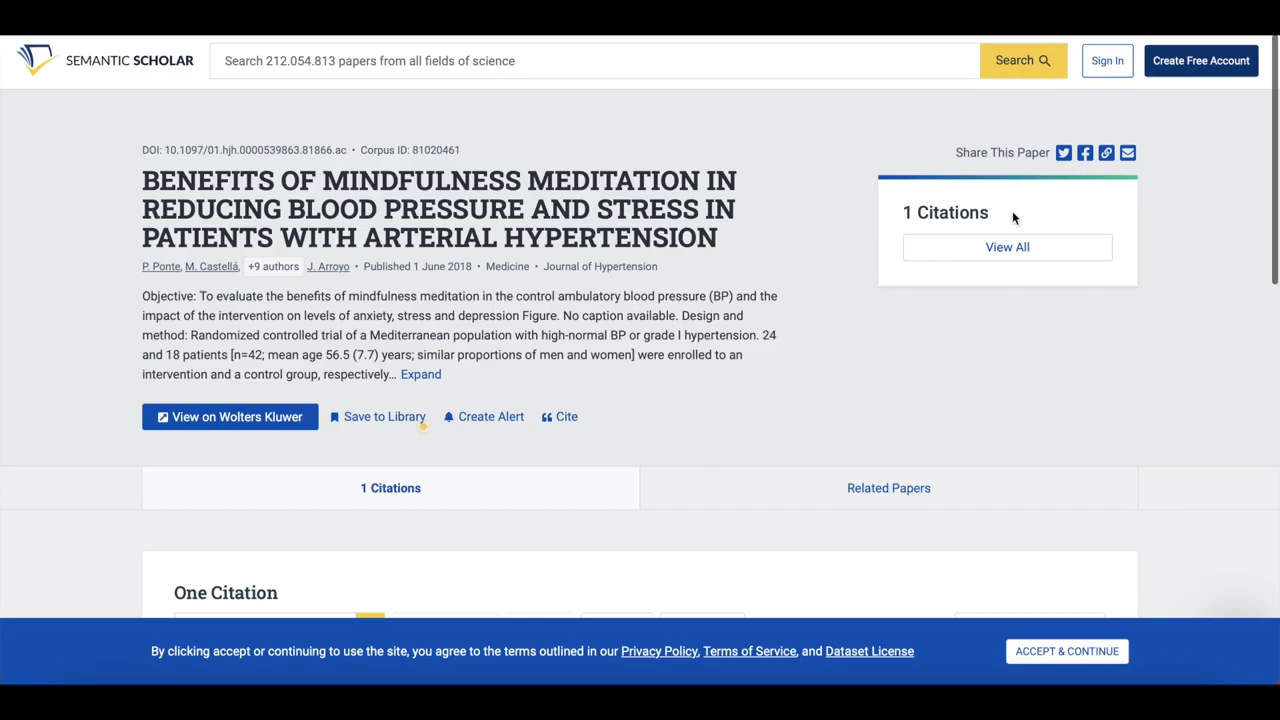 SEMANTIC SCHOLAR
Search 212.054.813 papers from all fields of science
Search
Sign In
Create Free Account
DOI: 10.1097/01.hjh.0000539863.81866.ac • Corpus ID: 81020461
BENEFITS OF MINDFULNESS MEDITATION IN
REDUCING BLOOD PRESSURE AND STRESS IN
PATIENTS WITH ARTERIAL HYPERTENSION
P. Ponte, M. Castellá, +9 authors J. Arroyo • Published 1 June 2018 • Medicine • Journal of Hypertension
Objective: To evaluate the benefits of mindfulness meditation in the control ambulatory blood pressure (BP) and the
impact of the intervention on levels of anxiety, stress and depression Figure. No caption available. Design and
method: Randomized controlled trial of a Mediterranean population with high-normal BP or grade I hypertension. 24
and 18 patients [n=42; mean age 56.5 (7.7) years; similar proportions of men and women] were enrolled to an
intervention and a control group, respectively… Expand
View on Wolters Kluwer
Save to Library
Create Alert
Cite
Share This Paper
1 Citations
View All
1 Citations
Related Papers
One Citation
By clicking accept or continuing to use the site, you agree to the terms outlined in our Privacy Policy, Terms of Service, and Dataset License
ACCEPT & CONTINUE